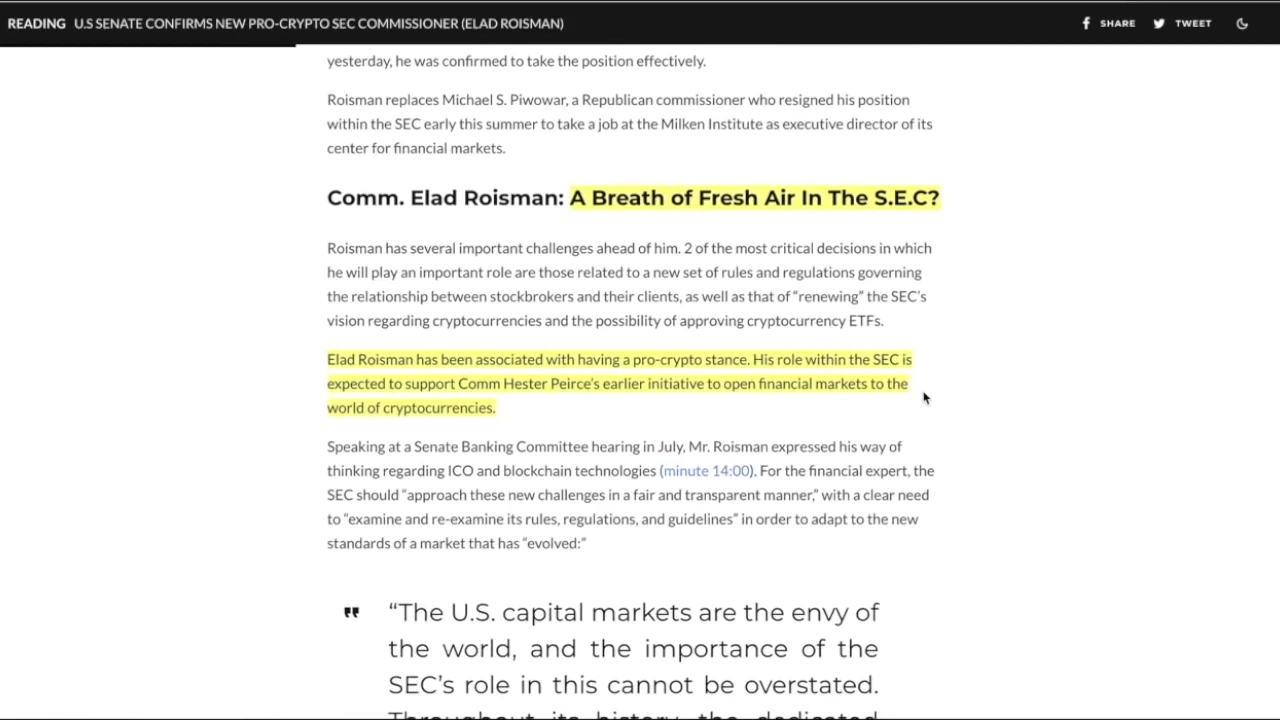 READING U.S SENATE CONFIRMS NEW PRO-CRYPTO SEC COMMISSIONER (ELAD ROISMAN) SHARE TWEET
yesterday, he was confirmed to take the position effectively.
Roisman replaces Michael S. Piwowar, a Republican commissioner who resigned his position
within the SEC early this summer to take a job at the Milken Institute as executive director of its
center for financial markets.
Comm. Elad Roisman: A Breath of Fresh Air In The S.E.C?
Roisman has several important challenges ahead of him. 2 of the most critical decisions in which
he will play an important role are those related to a new set of rules and regulations governing
the relationship between stockbrokers and their clients, as well as that of “renewing” the SEC’s
vision regarding cryptocurrencies and the possibility of approving cryptocurrency ETFs.
Elad Roisman has been associated with having a pro-crypto stance. His role within the SEC is
expected to support Comm Hester Peirce’s earlier initiative to open financial markets to the
world of cryptocurrencies.
Speaking at a Senate Banking Committee hearing in July, Mr. Roisman expressed his way of
thinking regarding ICO and blockchain technologies (minute 14:00). For the financial expert, the
SEC should “approach these new challenges in a fair and transparent manner,” with a clear need
to “examine and re-examine its rules, regulations, and guidelines” in order to adapt to the new
standards of a market that has “evolved:”
“The U.S. capital markets are the envy of
the world, and the importance of the
SEC’s role in this cannot be overstated.
Throughout its history, the dedicated